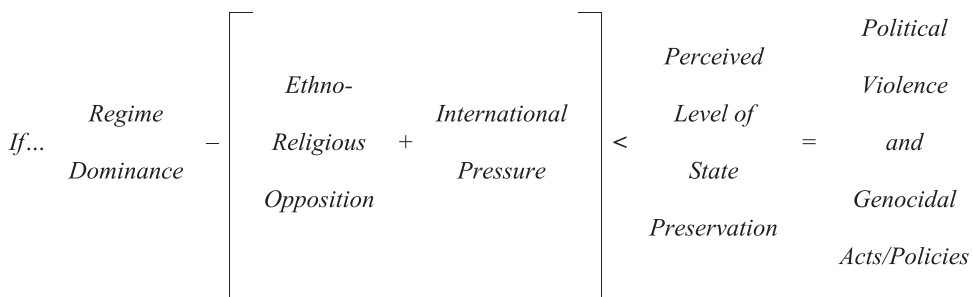 If...
Regime
Dominance
–
Ethno-
Religious
Opposition
+
International
Pressure
<
Perceived
Level of
State
Preservation
=
Political
Violence
and
Genocidal
Acts/Policies